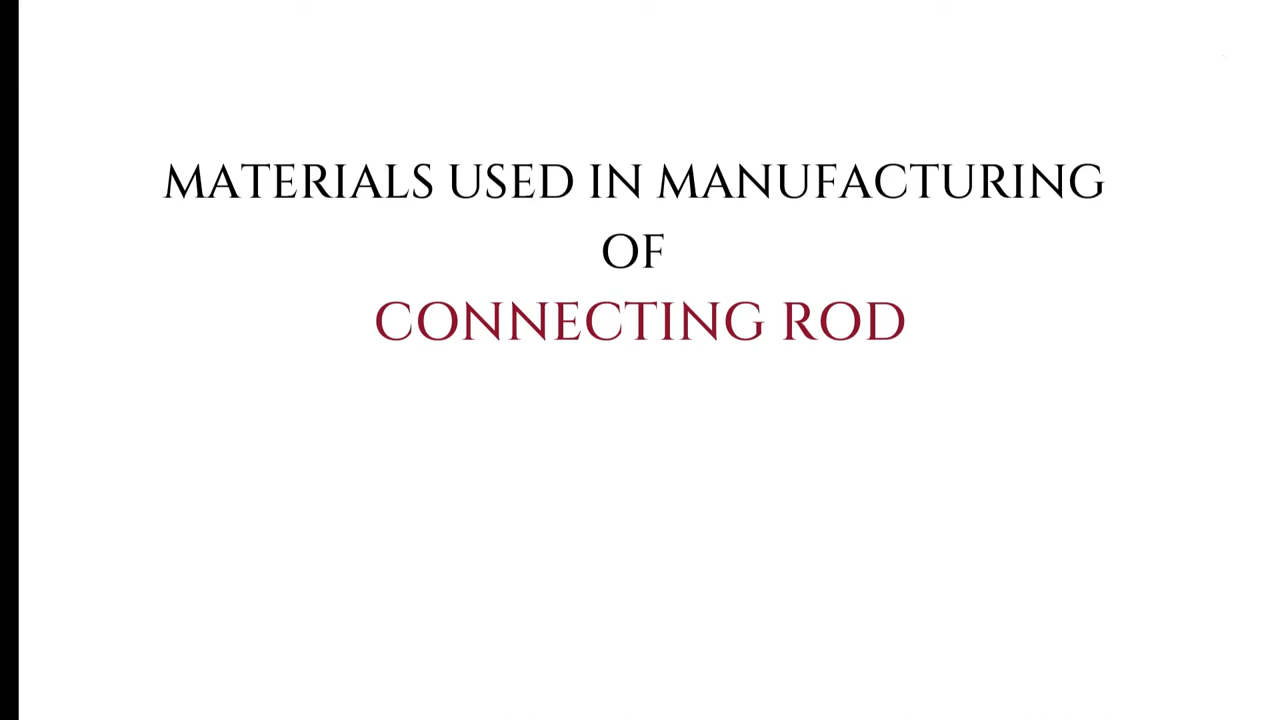 MATERIALS USED IN MANUFACTURING
OF
CONNECTING ROD